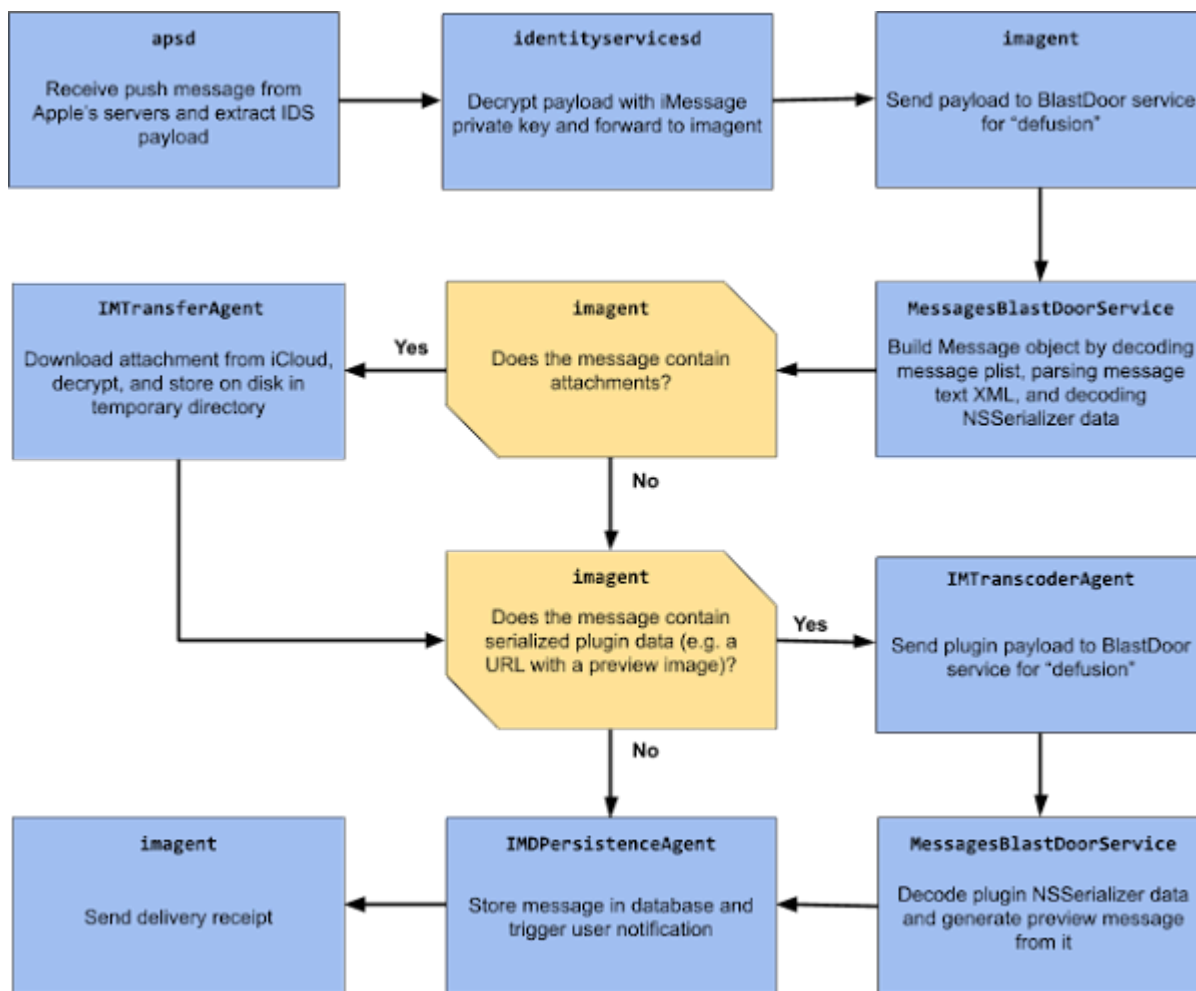 apsd
Receive push message from
Apple's servers and extract IDS
payload
identityservicesd
Decrypt payload with iMessage
private key and forward to imagent
imagent
Send payload to BlastDoor service
for “defusion”
IMTransferAgent
Download attachment from iCloud,
decrypt, and store on disk in
temporary directory
Yes
imagent
Does the message contain
attachments?
MessagesBlastDoorService
Build Message object by decoding
message plist, parsing message
text XML, and decoding
NSSerializer data
No
imagent
Does the message contain
serialized plugin data (e.g. a
URL with a preview image)?
Yes
IMTranscoderAgent
Send plugin payload to BlastDoor
service for “defusion”
No
imagent
Send delivery receipt
IMDPersistenceAgent
Store message in database and
trigger user notification
MessagesBlastDoorService
Decode plugin NSSerializer data
and generate preview message
from it